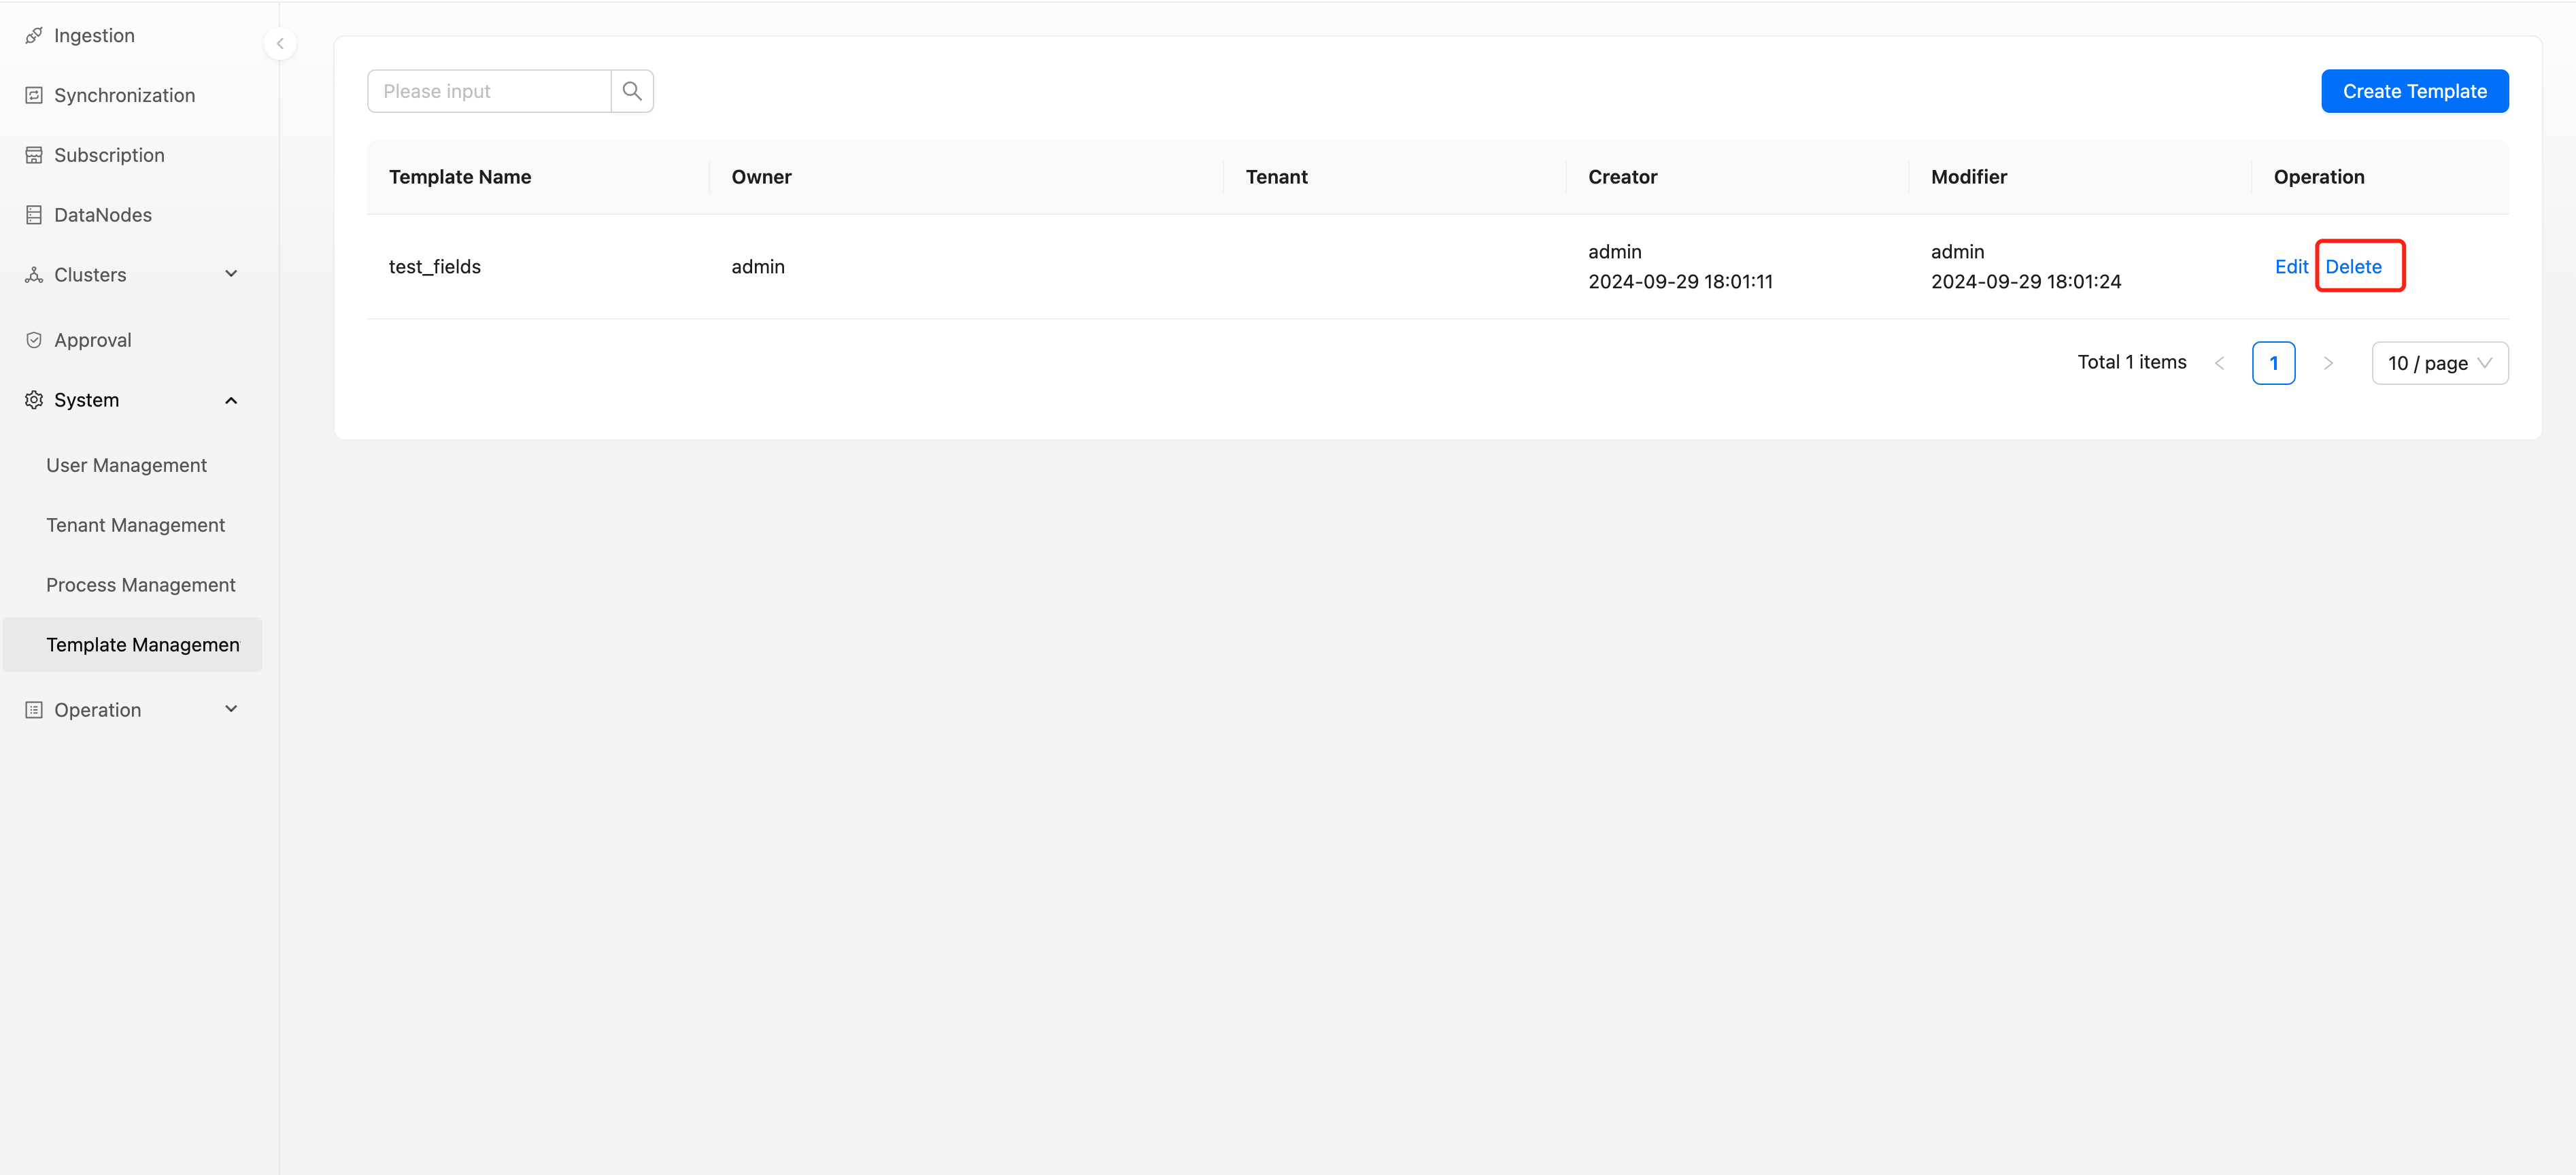 Ingestion
Synchronization
Subscription
DataNodes
Clusters
Approval
System
User Management
Tenant Management
Process Management
Template Managemen
Operation
Please input
Create Template
Template Name Owner Tenant Creator Modifier Operation
test_fields admin admin 2024-09-29 18:01:11 admin 2024-09-29 18:01:24 Edit Delete
Total 1 items 1 10 / page